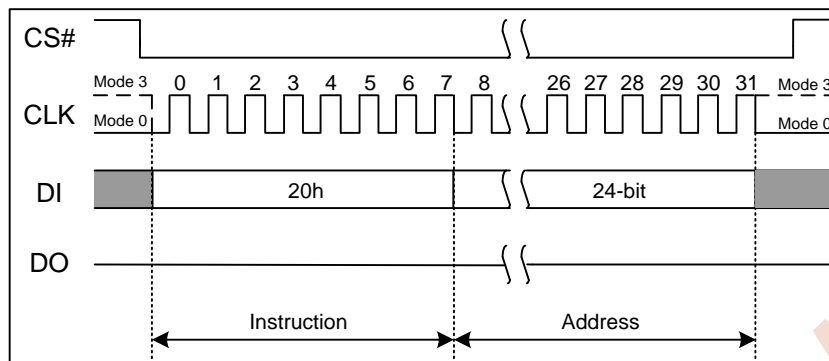 CS#
Mode 3 0 1 2 3 4 5 6 7 8 26 27 28 29 30 31 Mode 3
CLK
Mode 0 Mode 0
DI 20h 24-bit
DO
Instruction Address